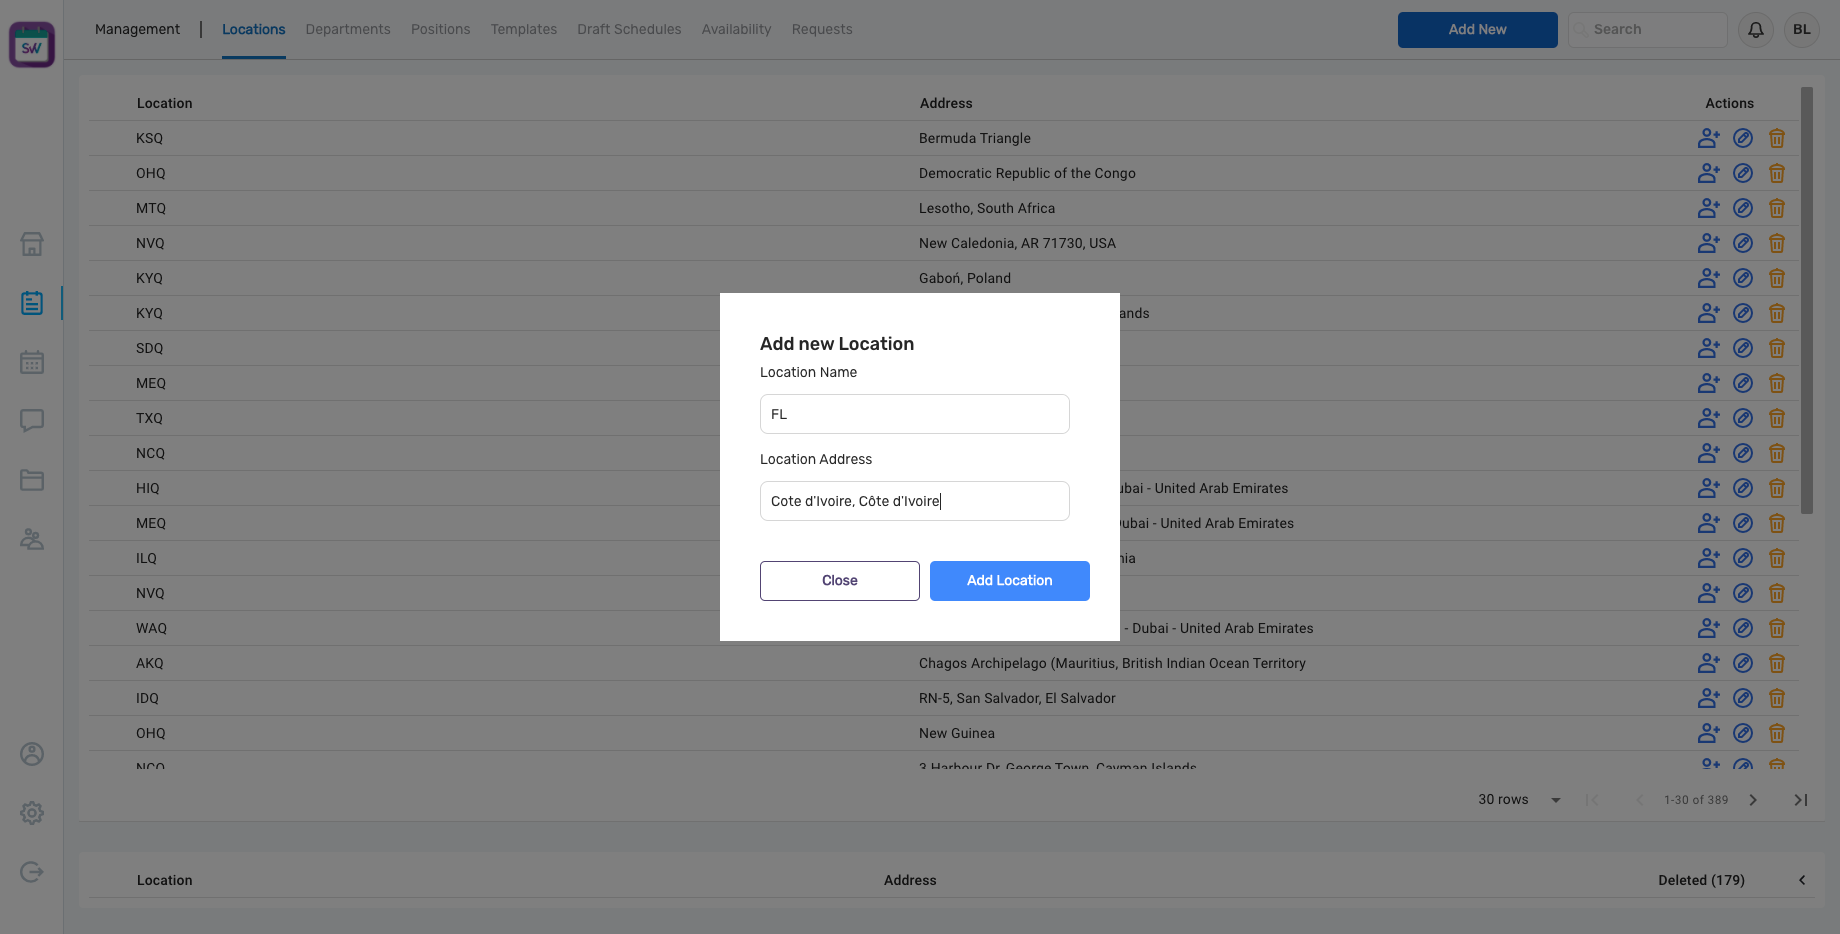 SW
Management | Locations Departments Positions Templates Draft Schedules Availability Requests Add New Search BL
Location Address Actions
KSQ Bermuda Triangle
OHQ Democratic Republic of the Congo
MTQ Lesotho, South Africa
NVQ New Caledonia, AR 71730, USA
KYQ Gaboń, Poland
KYQ ands
SDQ
MEQ
TXQ
NCQ
HIQ ubai - United Arab Emirates
MEQ Dubai - United Arab Emirates
ILQ nia
NVQ
WAQ - Dubai - United Arab Emirates
AKQ Chagos Archipelago (Mauritius, British Indian Ocean Territory
IDQ RN-5, San Salvador, El Salvador
OHQ New Guinea
NCQ 3 Harbour Dr, George Town, Cayman Islands
Add new Location
Location Name
FL
Location Address
Cote d'Ivoire, Côte d'Ivoire
Close Add Location
30 rows 1-30 of 389
Location Address Deleted (179)